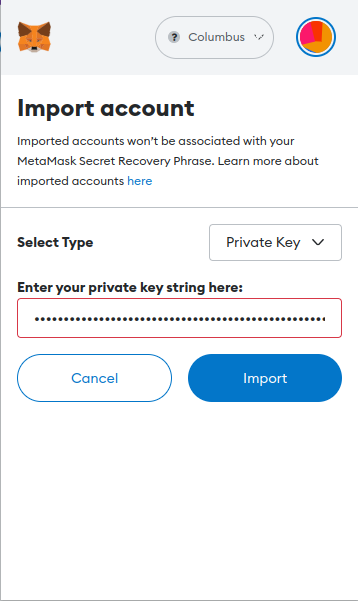 ? Columbus
Import account
Imported accounts won’t be associated with your
MetaMask Secret Recovery Phrase. Learn more about
imported accounts here
Select Type
Private Key
Enter your private key string here:
Cancel
Import